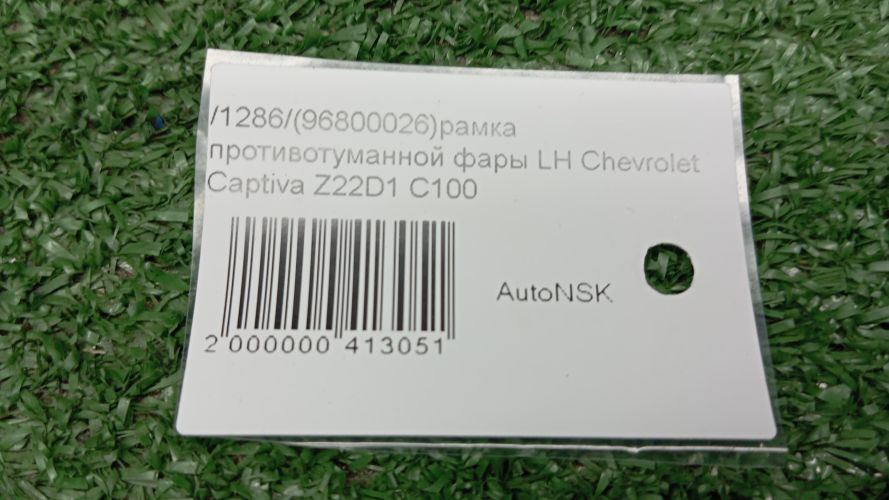 /1286/(96800026)рамка
противотуманной фары LH Chevrolet
Captiva Z22D1 C100
AutoNSK
2 000000 413051